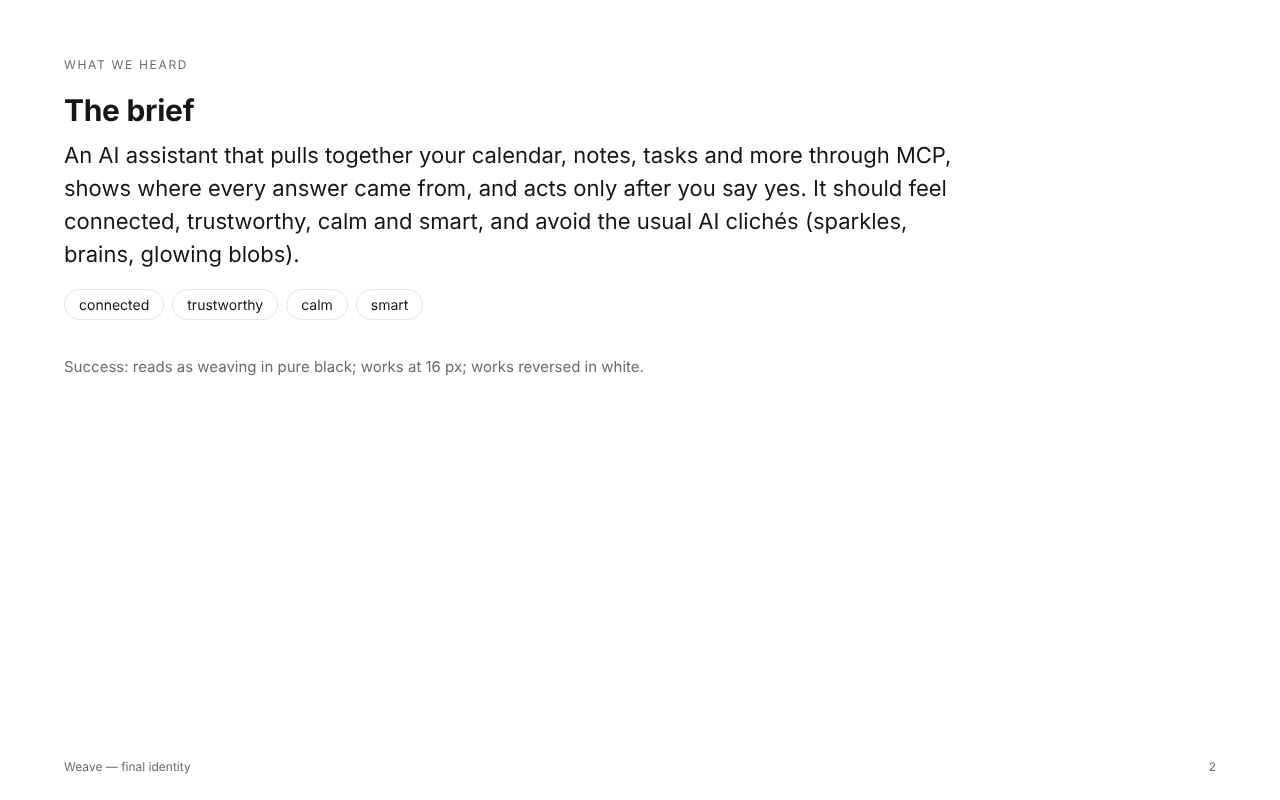 WHAT WE HEARD
The brief
An AI assistant that pulls together your calendar, notes, tasks and more through MCP,
shows where every answer came from, and acts only after you say yes. It should feel
connected, trustworthy, calm and smart, and avoid the usual AI clichés (sparkles,
brains, glowing blobs).
connected trustworthy calm smart
Success: reads as weaving in pure black; works at 16 px; works reversed in white.
Weave — final identity 2